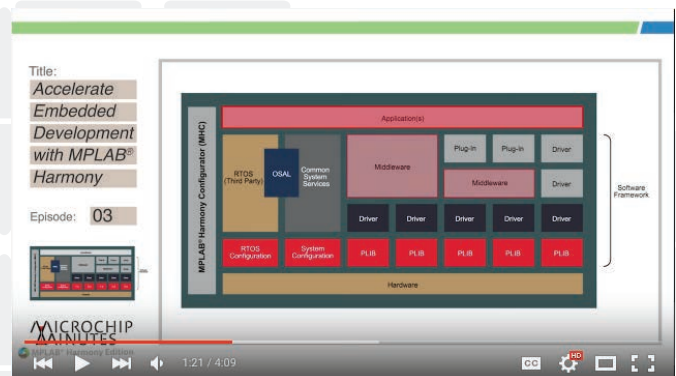 Title:
Accelerate
Embedded
Development
with MPLAB®
Harmony
Episode: 03
MPLAB® Harmony Configurator (MHC)
Application(s)
RTOS
(Third Party)
OSAL
Common
System
Services
Middleware
Plug-In
Plug-In
Driver
Middleware
Driver
Driver
Driver
Driver
Driver
Driver
RTOS
Configuration
System
Configuration
PLIB
PLIB
PLIB
PLIB
PLIB
Hardware
Software
Framework
MICROCHIP
MINUTES
MPLAB® Harmony Edition
1:21 / 4:09
CC
HD